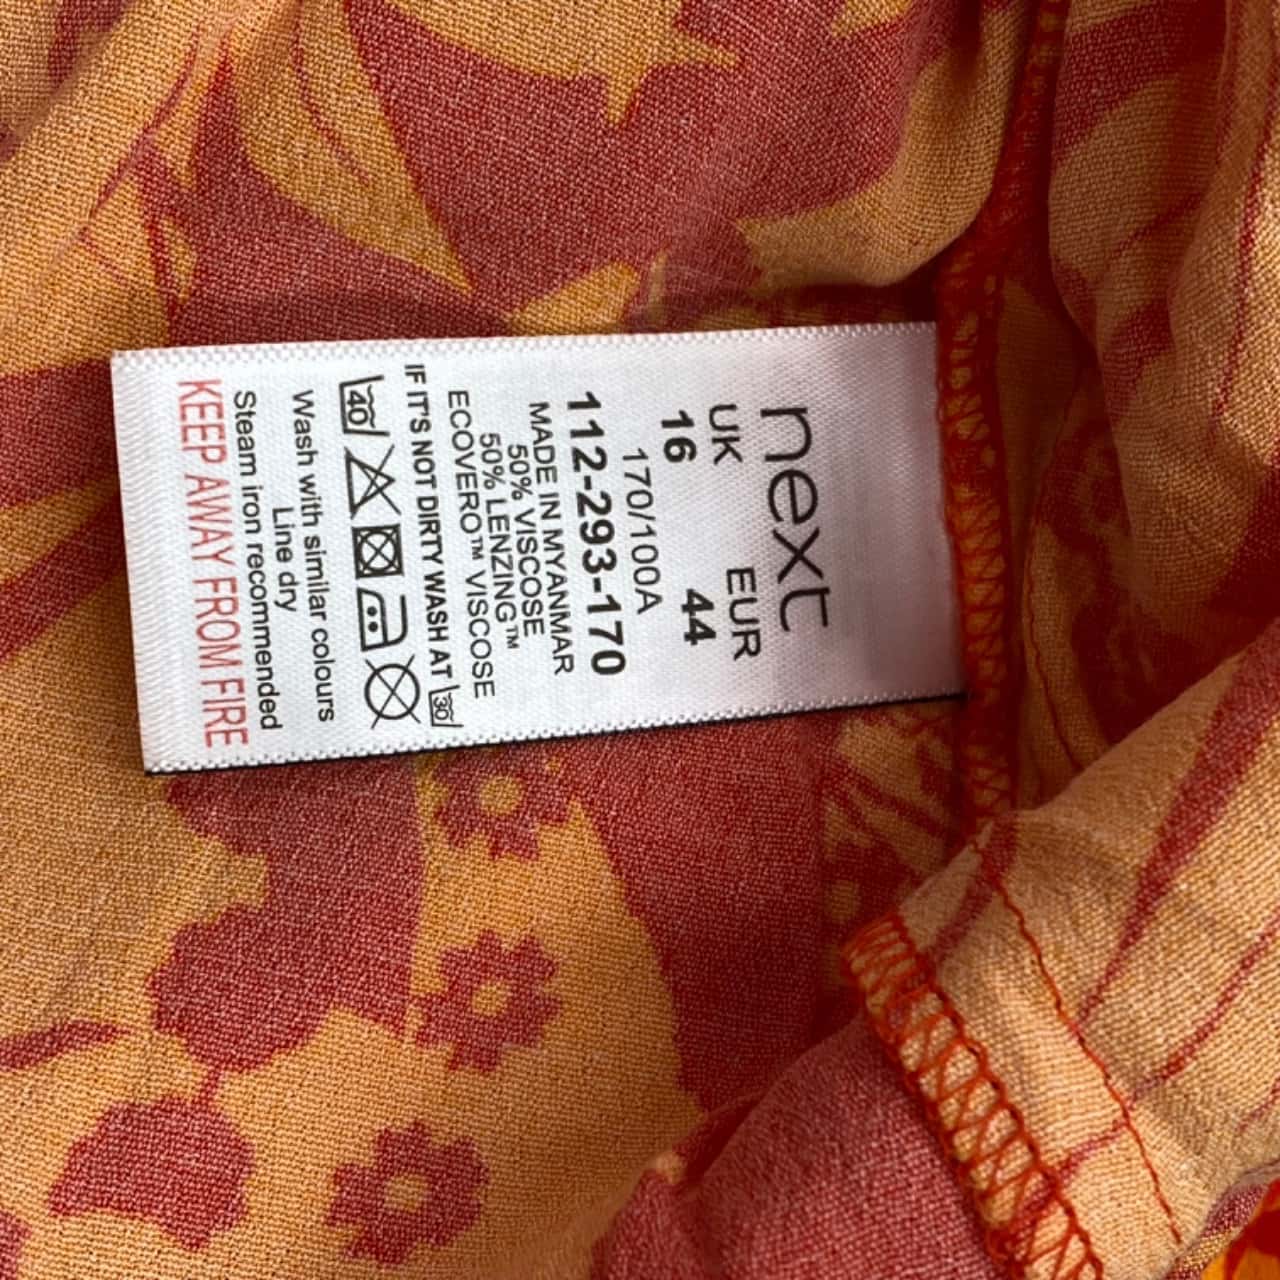 next
UK EUR
16 44
170/100A
112-293-170
MADE IN MYANMAR
50% VISCOSE
50% LENZING™
ECOVERO™ VISCOSE
IF IT'S NOT DIRTY WASH AT 30
40
Wash with similar colours
Line dry
Steam iron recommended
KEEP AWAY FROM FIRE